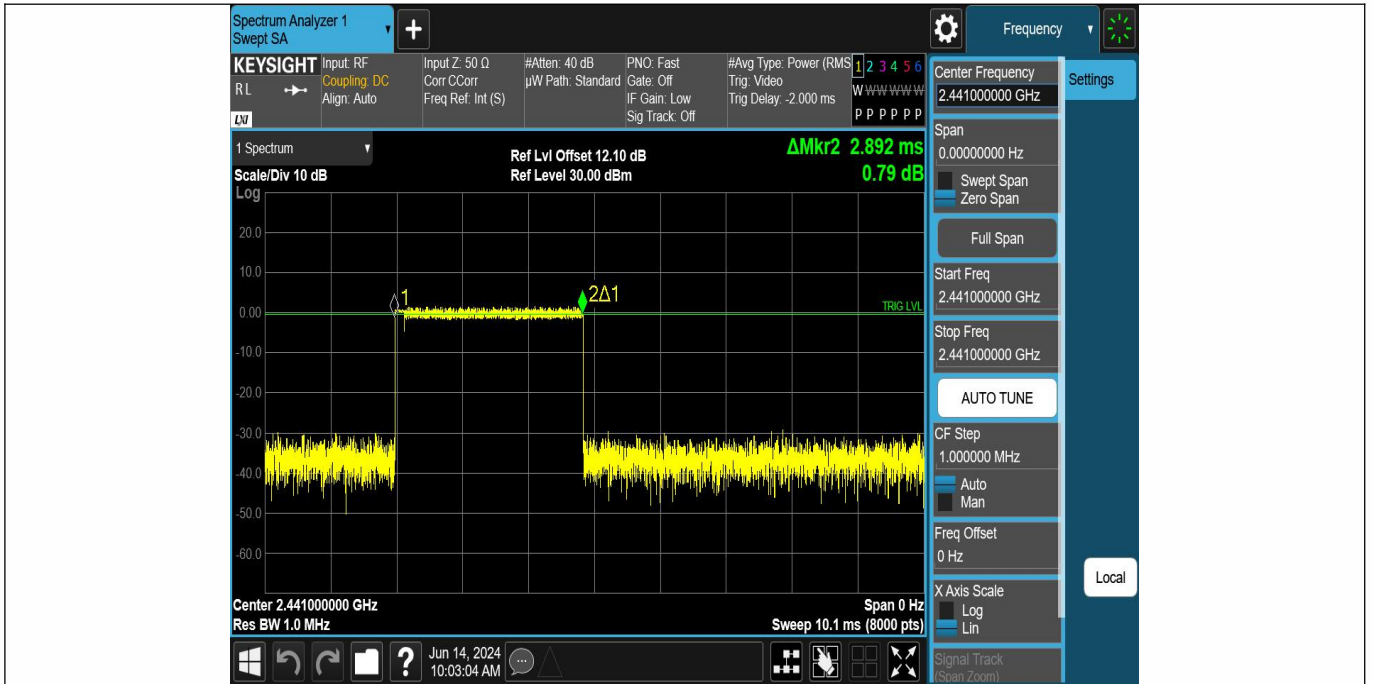 Spectrum Analyzer 1
Swept SA
+
Frequency
KEYSIGHT
RL
LXI
Input: RF
Coupling: DC
Align: Auto
Input Z: 50 Ω
Corr CCorr
Freq Ref: Int (S)
#Atten: 40 dB
µW Path: Standard
PNO: Fast
Gate: Off
IF Gain: Low
Sig Track: Off
#Avg Type: Power (RMS
Trig: Video
Trig Delay: -2.000 ms
1 2 3 4 5 6
W W W W W W
P P P P P P
1 Spectrum
Scale/Div 10 dB
Ref Lvl Offset 12.10 dB
Ref Level 30.00 dBm
ΔMkr2 2.892 ms
0.79 dB
Log
20.0
10.0
0.00
-10.0
-20.0
-30.0
-40.0
-50.0
-60.0
1
2Δ1
TRIG LVL
Center 2.441000000 GHz
Res BW 1.0 MHz
Span 0 Hz
Sweep 10.1 ms (8000 pts)
Center Frequency
2.441000000 GHz
Settings
Span
0.00000000 Hz
Swept Span
Zero Span
Full Span
Start Freq
2.441000000 GHz
Stop Freq
2.441000000 GHz
AUTO TUNE
CF Step
1.000000 MHz
Auto
Man
Freq Offset
0 Hz
X Axis Scale
Log
Lin
Local
Signal Track
(Span Zoom)
?
Jun 14, 2024
10:03:04 AM